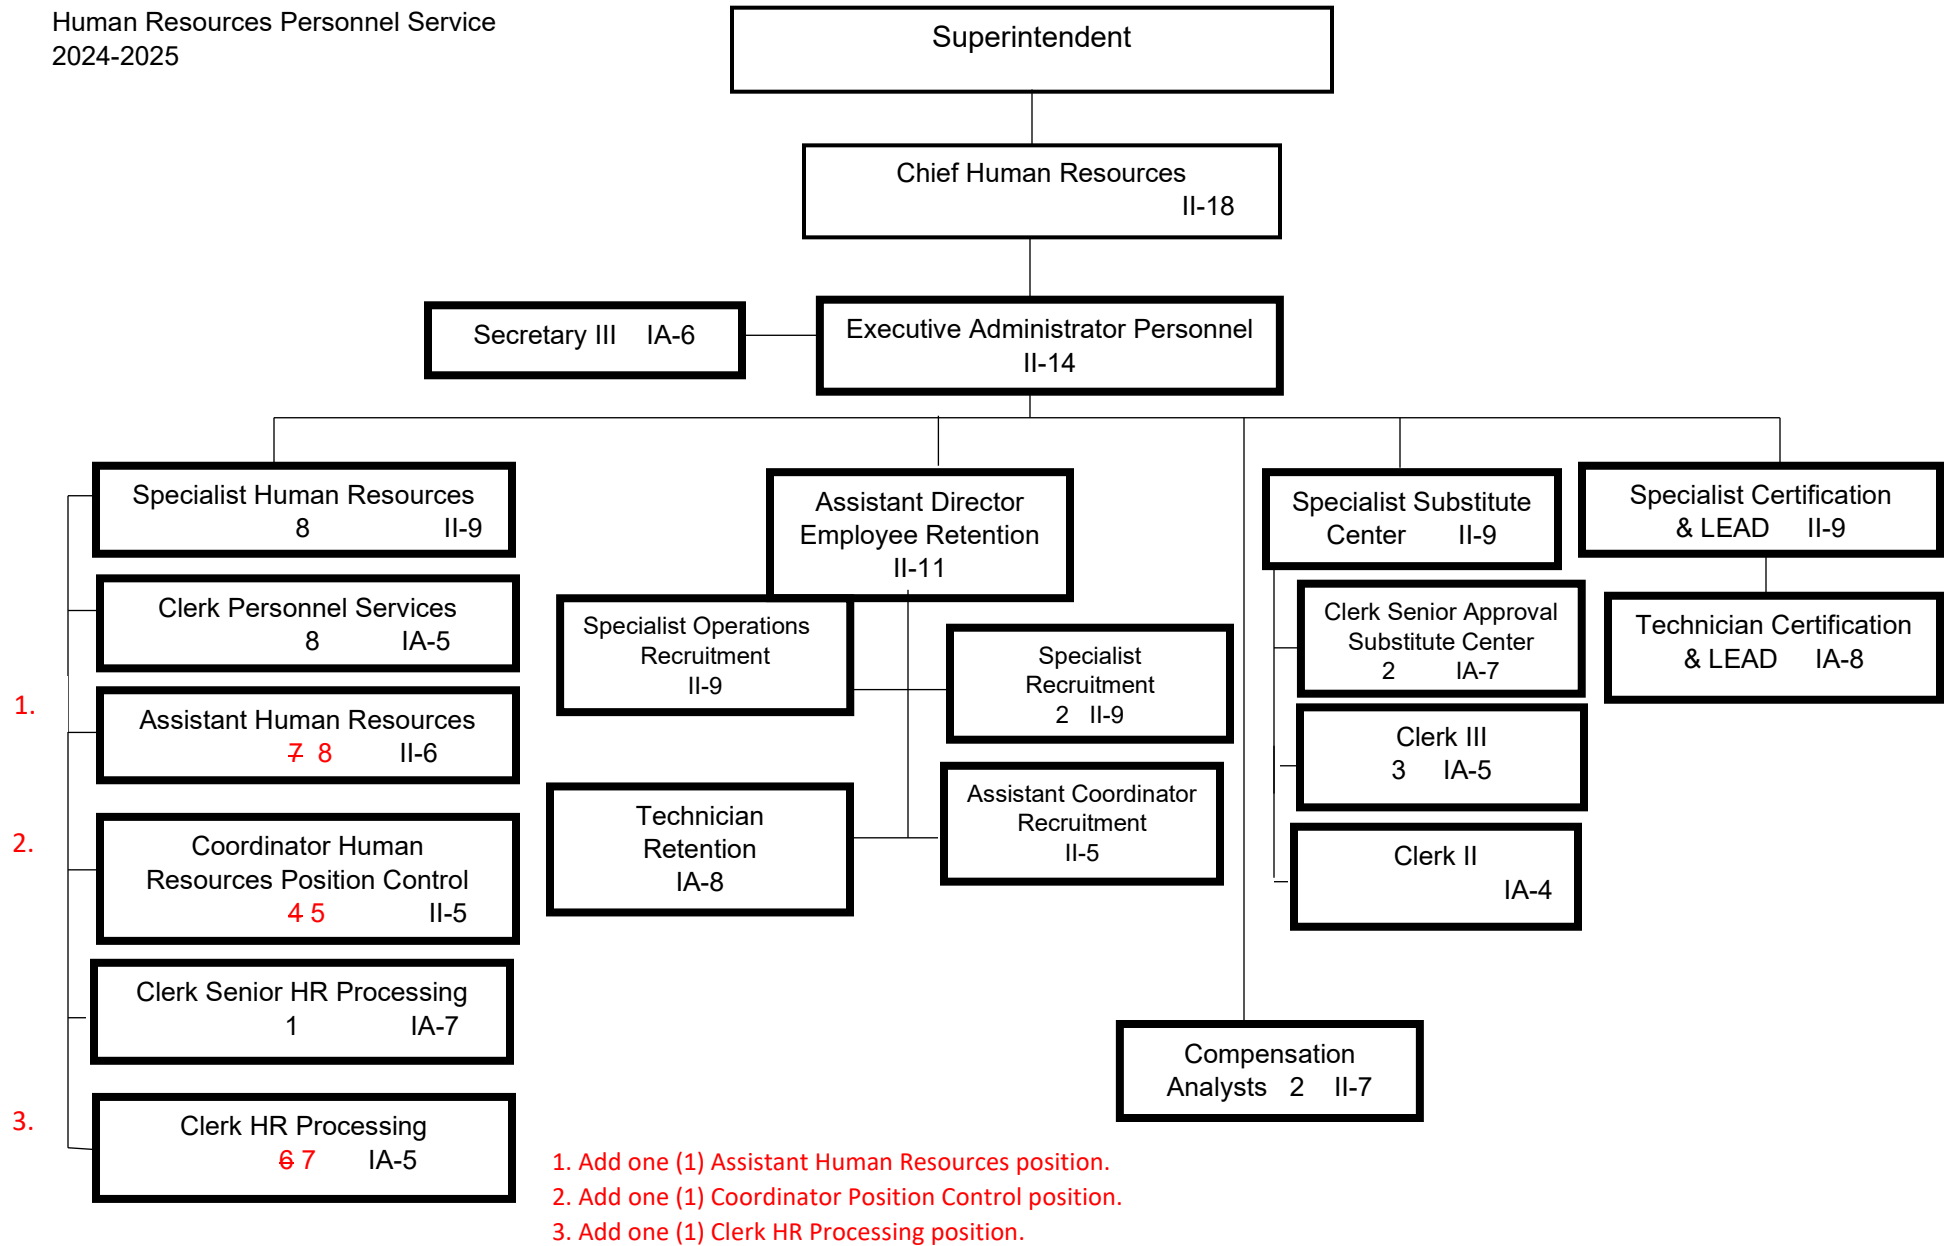 Human Resources Personnel Service
2024-2025
Superintendent
Chief Human Resources
II-18
Secretary III IA-6
Executive Administrator Personnel
II-14
Specialist Human Resources
8 II-9
Clerk Personnel Services
8 IA-5
1.
Assistant Human Resources
7 8 II-6
2.
Coordinator Human
Resources Position Control
4 5 II-5
Clerk Senior HR Processing
1 IA-7
3.
Clerk HR Processing
6 7 IA-5
Assistant Director
Employee Retention
II-11
Specialist Operations
Recruitment
II-9
Specialist
Recruitment
2 II-9
Technician
Retention
IA-8
Assistant Coordinator
Recruitment
II-5
Compensation
Analysts 2 II-7
Specialist Substitute
Center II-9
Clerk Senior Approval
Substitute Center
2 IA-7
Clerk III
3 IA-5
Clerk II
IA-4
Specialist Certification
& LEAD II-9
Technician Certification
& LEAD IA-8
1. Add one (1) Assistant Human Resources position.
2. Add one (1) Coordinator Position Control position.
3. Add one (1) Clerk HR Processing position.